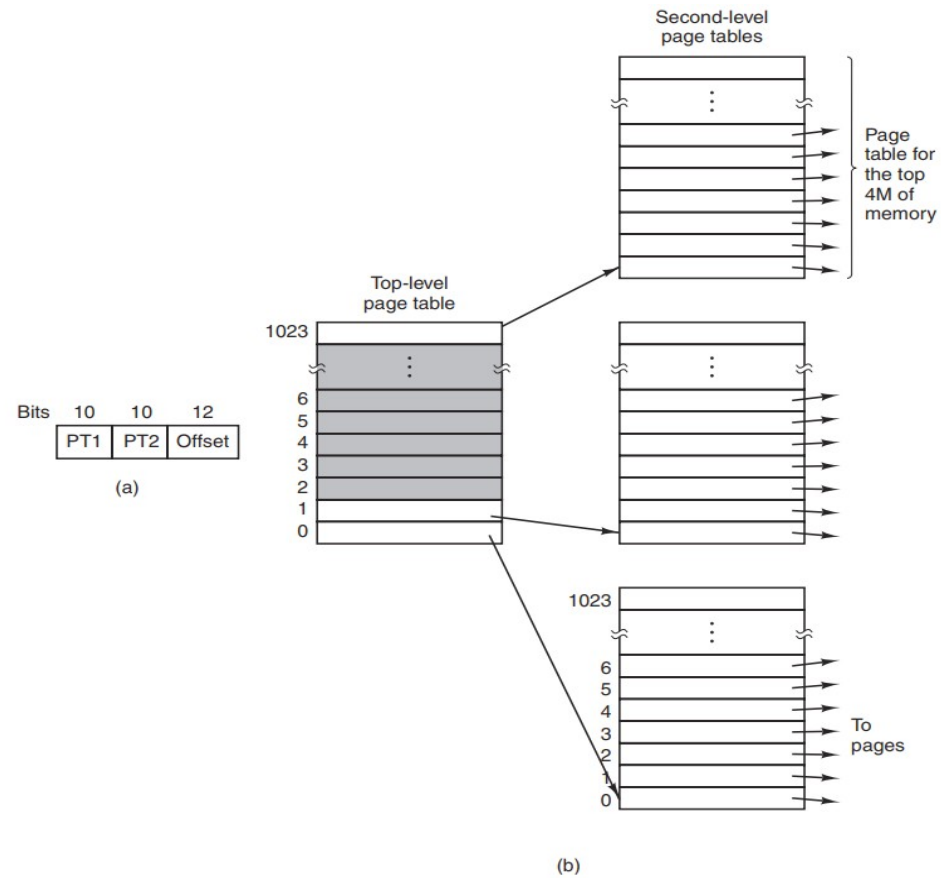 Second-level
page tables
Page
table for
the top
4M of
memory
Top-level
page table
1023
6
5
4
3
2
1
0
Bits 10 10 12
PT1 PT2 Offset
(a)
1023
6
5
4
3
2
1
0
To
pages
(b)